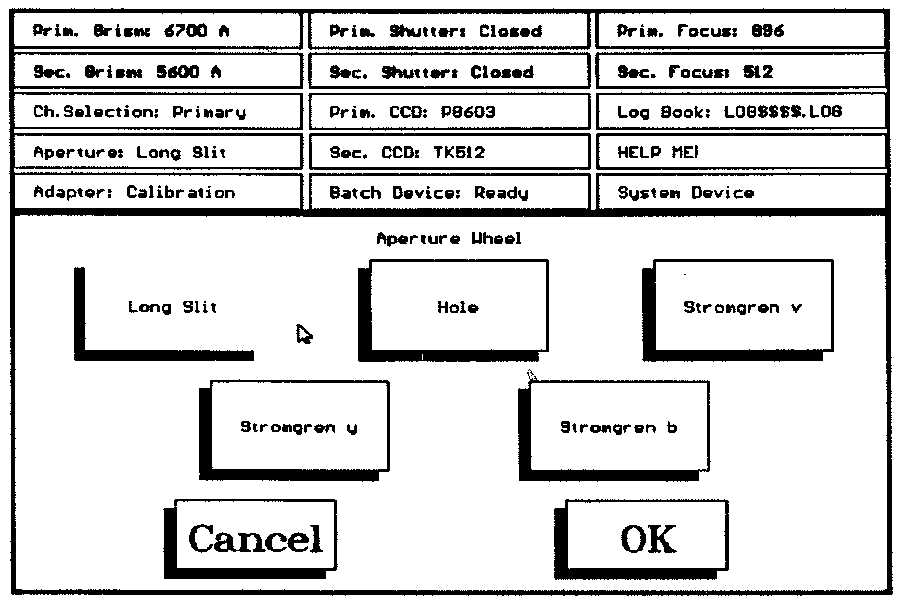 Prim. Grism: 6700 A
Prim. Shutter: Closed
Prim. Focus: 896
Sec. Grism: 5600 A
Sec. Shutter: Closed
Sec. Focus: 512
Ch.Selection: Primary
Prim. CCD: P8603
Log Book: LOG$$$$.LOG
Aperture: Long Slit
Sec. CCD: TK512
HELP ME!
Adapter: Calibration
Batch Device: Ready
System Device
Aperture Wheel
Long Slit
Hole
Stromgren v
Stromgren y
Stromgren b
Cancel
OK